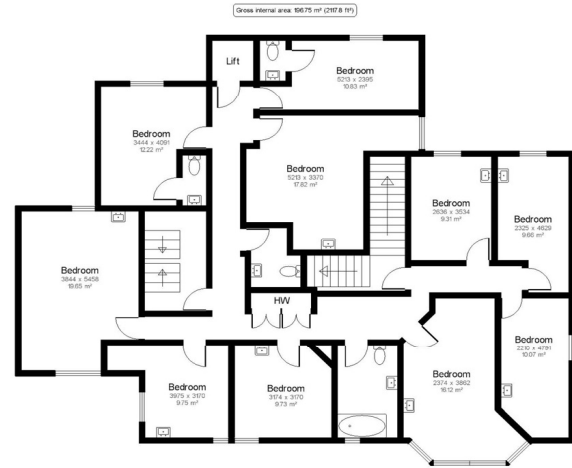 Gross internal area: 196.75 m² (2117.8 ft²)
Lift
Bedroom
5213 x 2395
10.83 m²
Bedroom
3444 x 4091
12.22 m²
Bedroom
5213 x 3370
17.82 m²
Bedroom
2636 x 3534
9.31 m²
Bedroom
2325 x 4629
9.66 m²
Bedroom
3844 x 5458
19.65 m²
HW
Bedroom
3975 x 3170
9.75 m²
Bedroom
3174 x 3170
9.73 m²
Bedroom
2374 x 3862
16.12 m²
Bedroom
2210 x 4791
10.07 m²